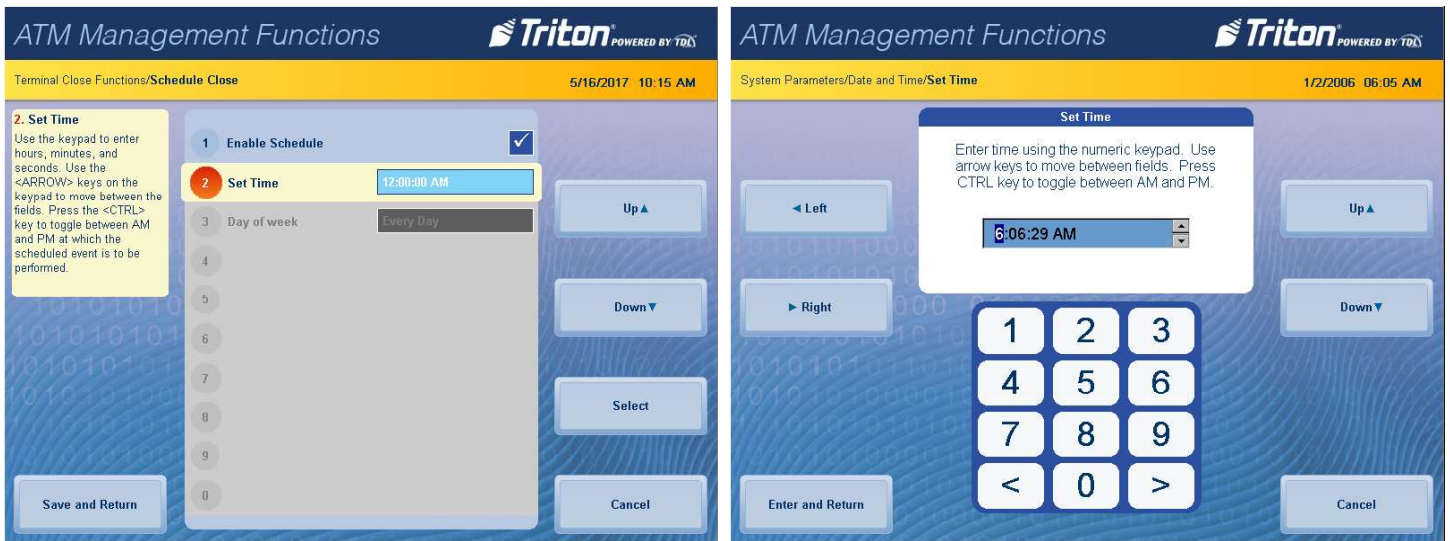 ATM Management Functions
Triton® POWERED BY TDL
Terminal Close Functions/Schedule Close
5/16/2017 10:15 AM
2. Set Time
Use the keypad to enter
hours, minutes, and
seconds. Use the
<ARROW> keys on the
keypad to move between the
fields. Press the <CTRL>
key to toggle between AM
and PM at which the
scheduled event is to be
performed.
1 Enable Schedule
2 Set Time 12:00:00 AM
3 Day of week Every Day
4
5
6
7
8
9
0
Up▲
Down▼
Select
Save and Return
Cancel
ATM Management Functions
Triton® POWERED BY TDL
System Parameters/Date and Time/Set Time
1/2/2006 06:05 AM
Set Time
Enter time using the numeric keypad. Use
arrow keys to move between fields. Press
CTRL key to toggle between AM and PM.
◄ Left
Up▲
6:06:29 AM
► Right
Down▼
1 2 3
4 5 6
7 8 9
< 0 >
Enter and Return
Cancel